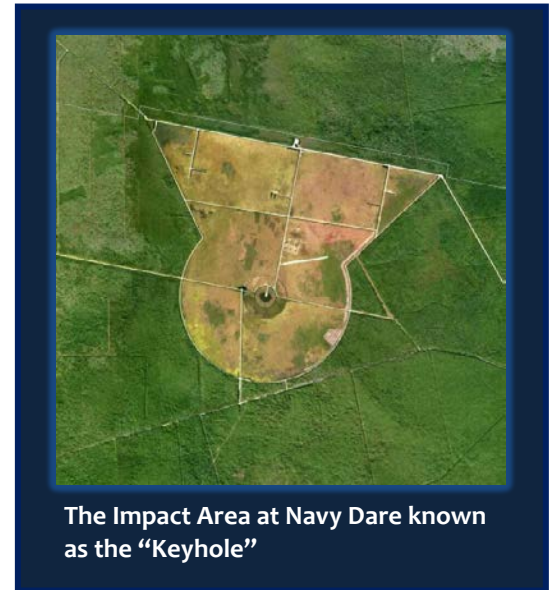 The Impact Area at Navy Dare known
as the “Keyhole”